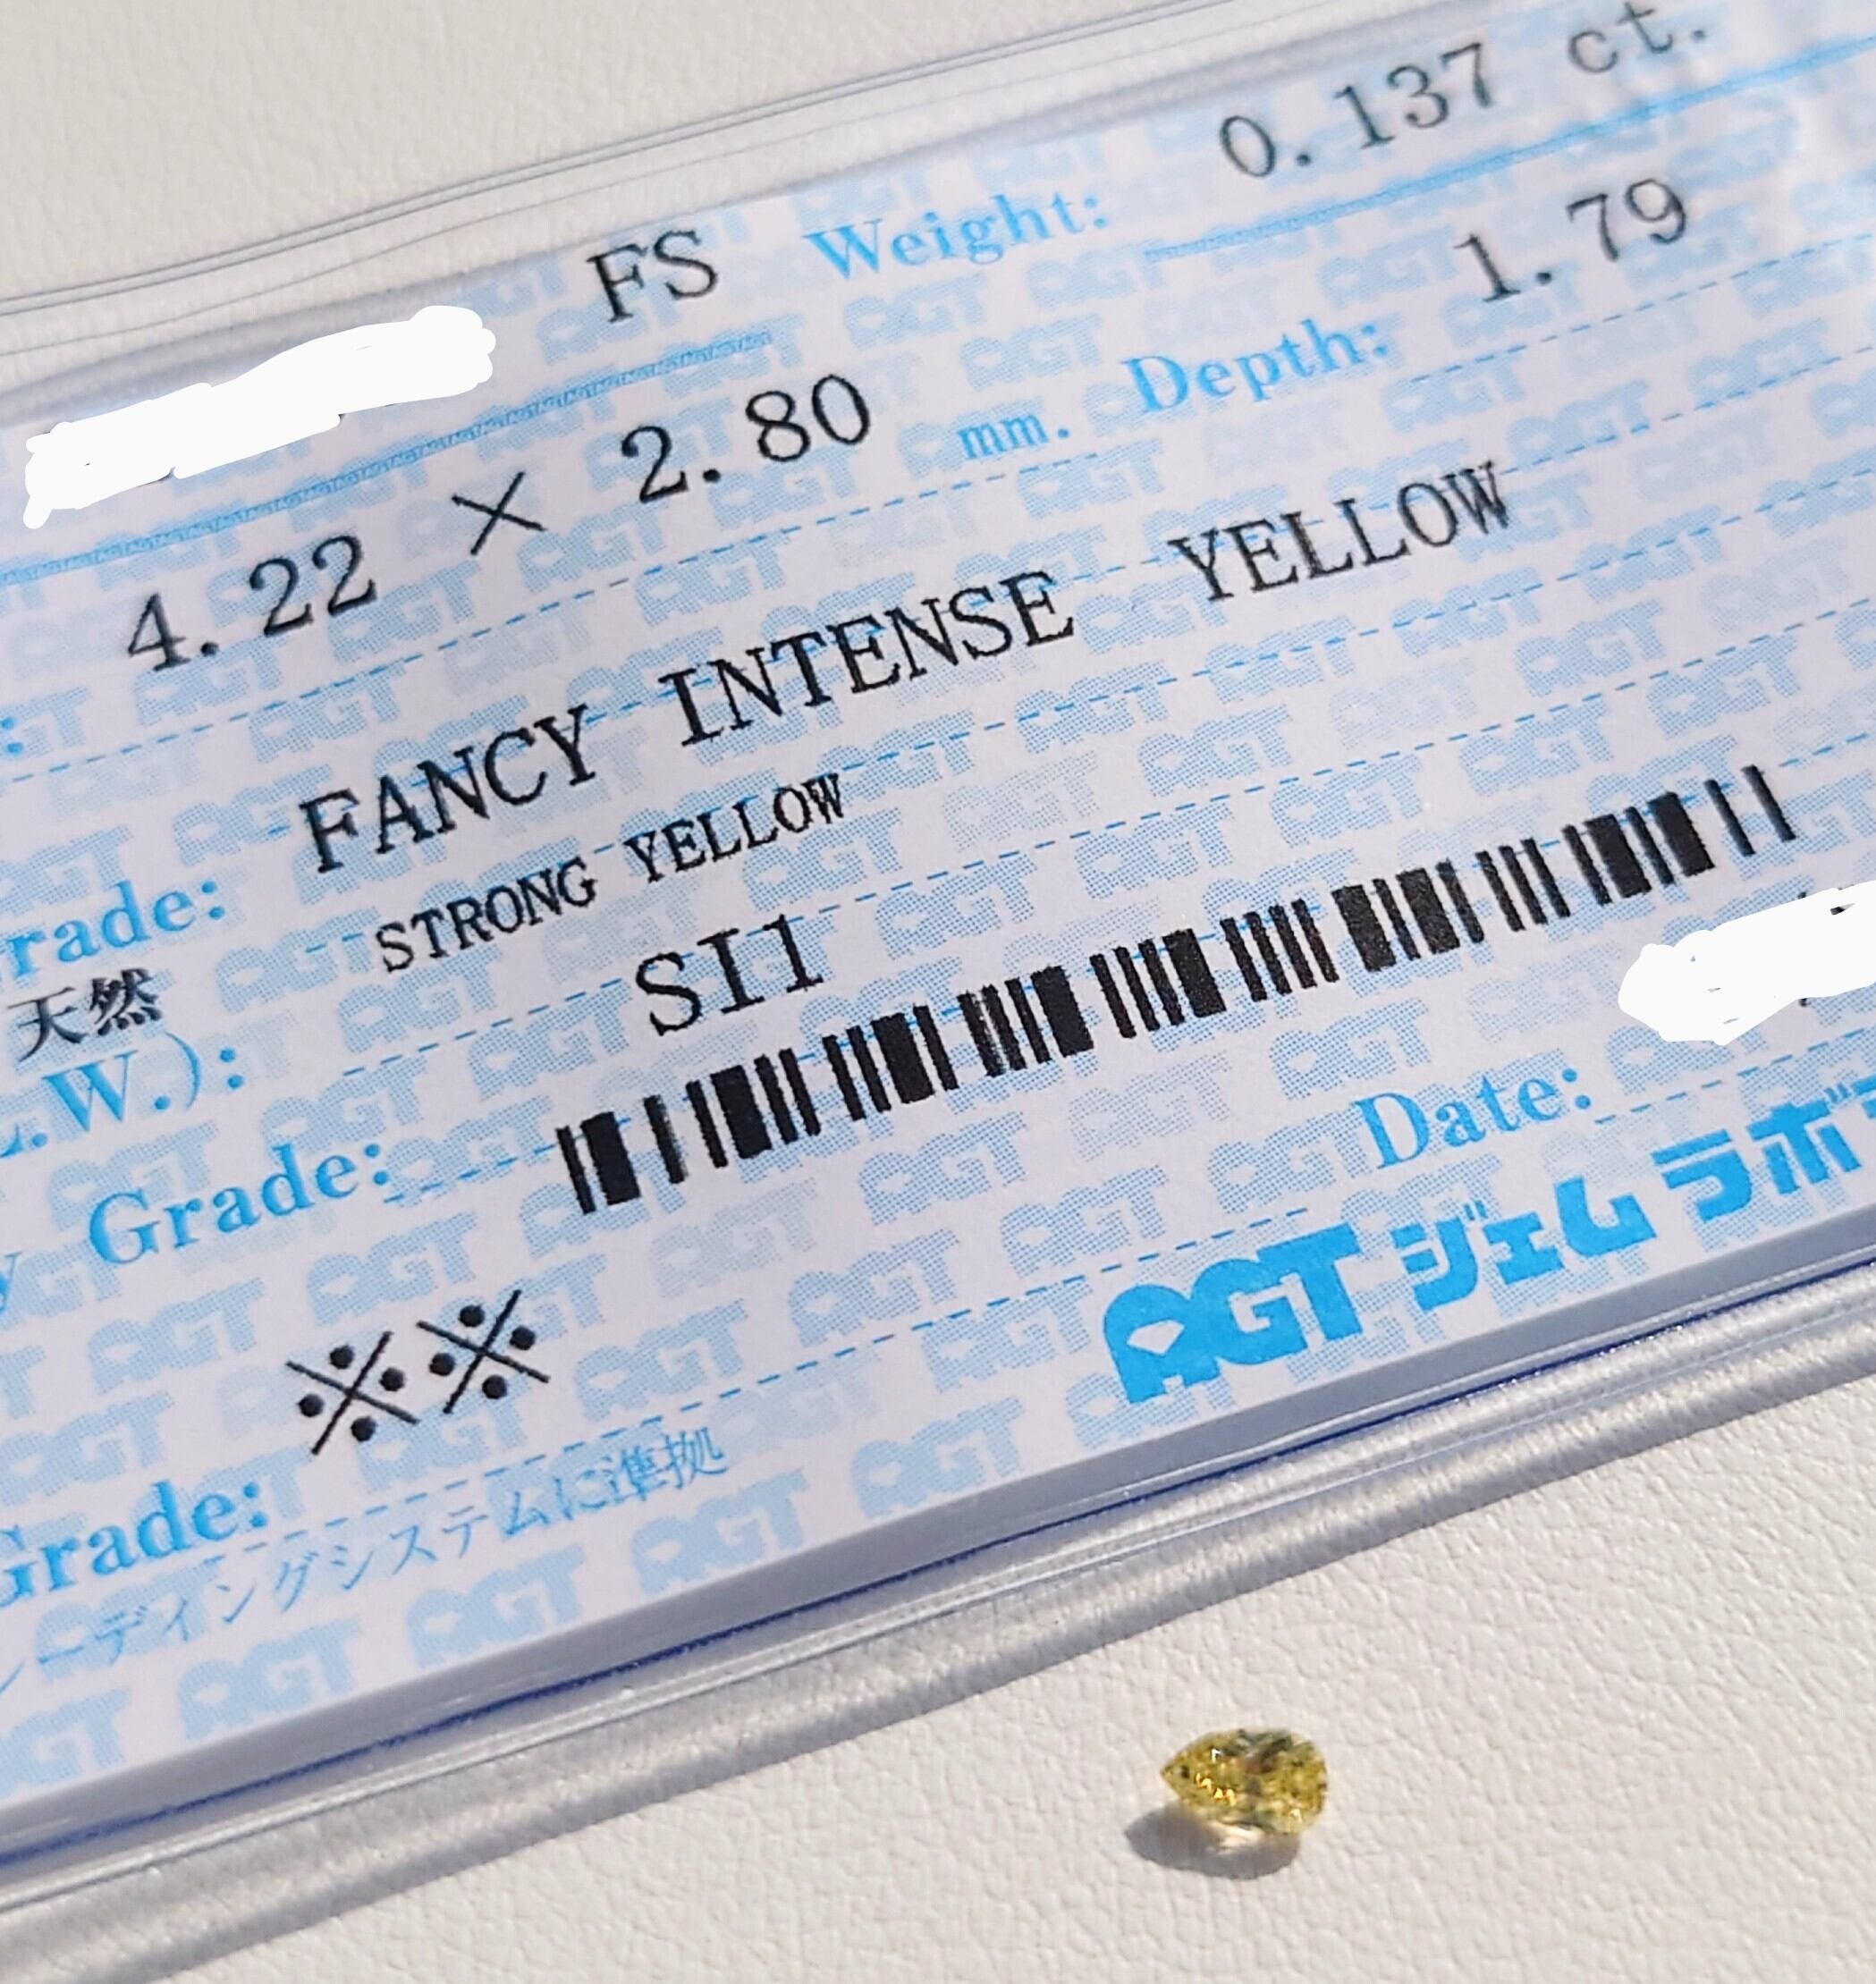 FS Weight: 0.137 ct.
4.22 × 2.80 mm. Depth: 1.79
Grade: FANCY INTENSE YELLOW
天然 STRONG YELLOW
L.W.): SI1
Grade:
Date:
※※
AGTジェムラボ
Grade:
ーディングシステムに準拠